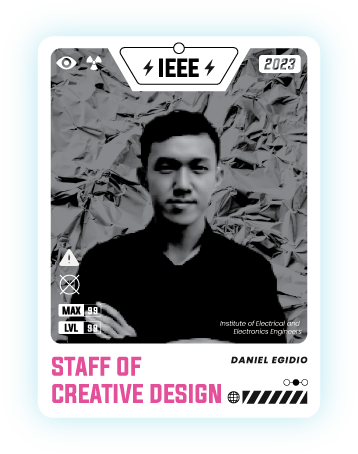 IEEE
2023
MAX 99
LVL 99
Institute of Electrical and
Electronics Engineers
STAFF OF
CREATIVE DESIGN
DANIEL EGIDIO